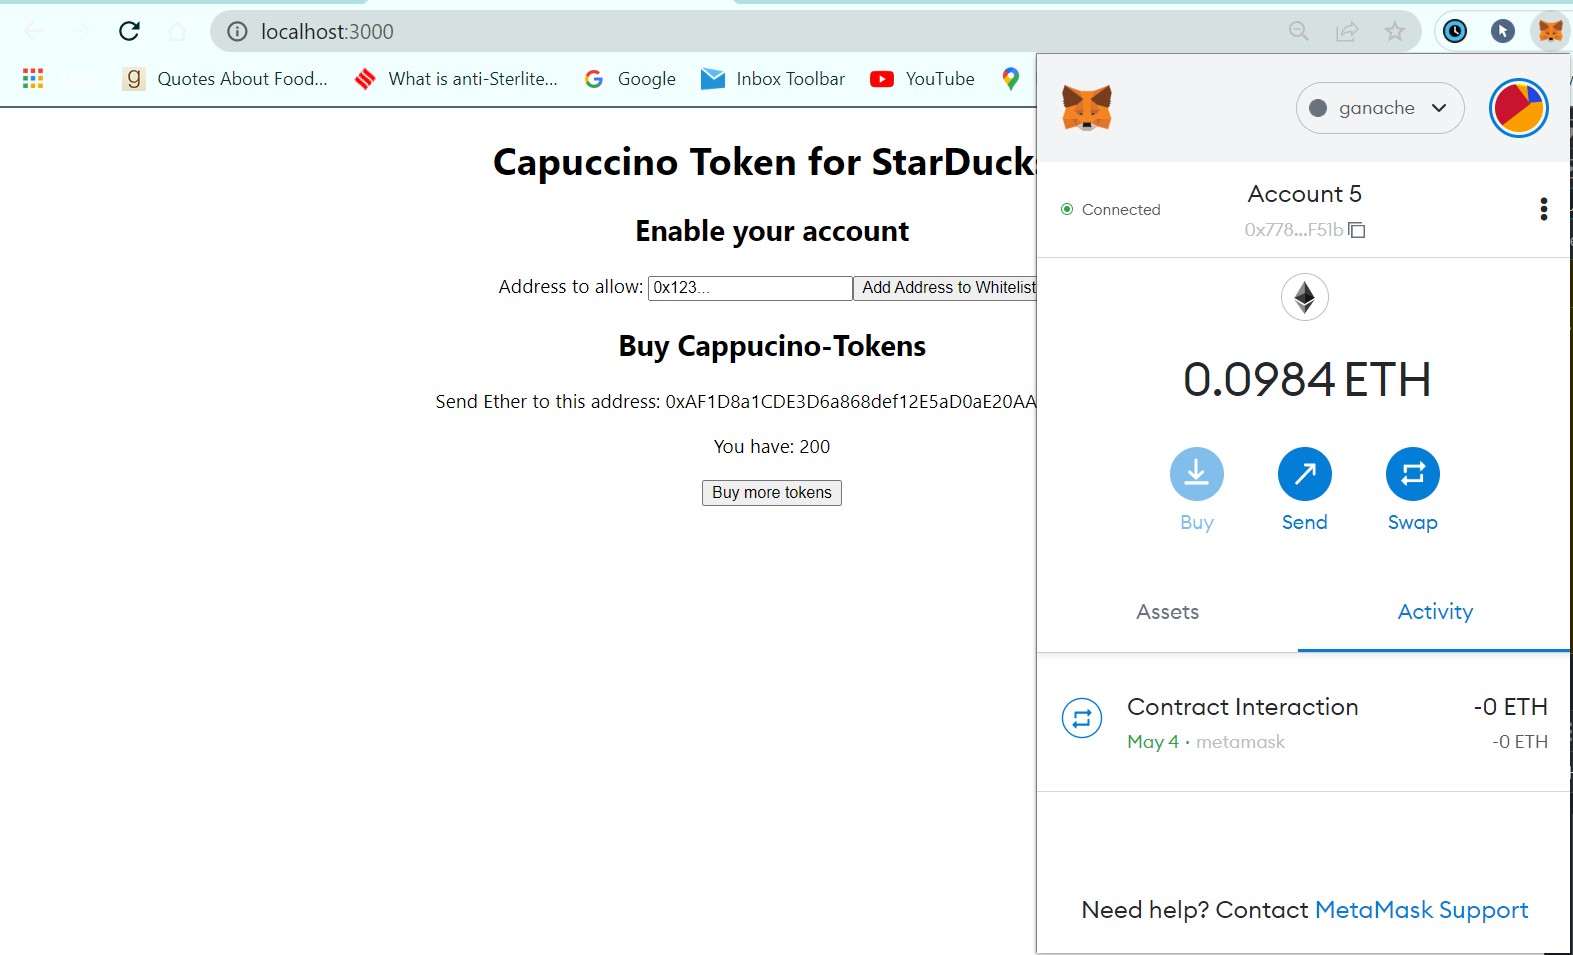 localhost:3000
g Quotes About Food... What is anti-Sterlite... Google Inbox Toolbar YouTube
Capuccino Token for StarDucks
Enable your account
Address to allow: 0x123... Add Address to Whitelist
Buy Cappucino-Tokens
Send Ether to this address: 0xAF1D8a1CDE3D6a868def12E5aD0aE20AA
You have: 200
Buy more tokens
ganache
Connected
Account 5
0x778...F51b
0.0984 ETH
Buy Send Swap
Assets Activity
Contract Interaction -0 ETH
May 4 · metamask -0 ETH
Need help? Contact MetaMask Support